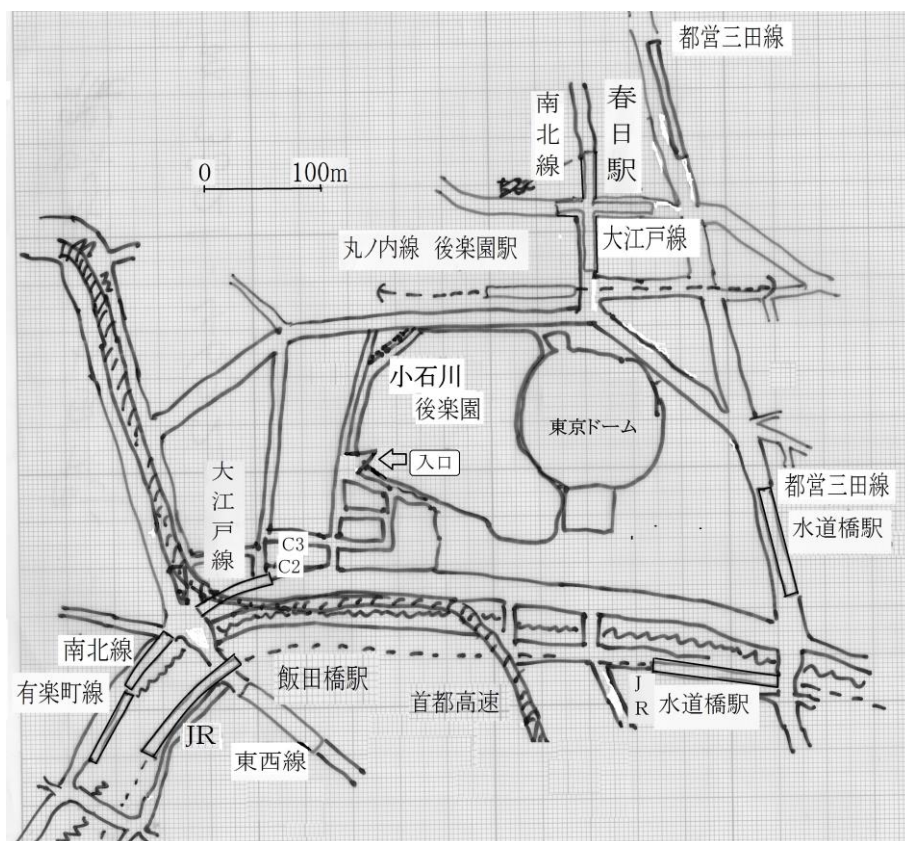 都営三田線
春日駅
南北線
0 100m
大江戸線
丸ノ内線 後楽園駅
小石川
後楽園
東京ドーム
入口
大江戸線
都営三田線
水道橋駅
C3
C2
南北線
有楽町線
飯田橋駅
首都高速
JR
水道橋駅
JR
東西線